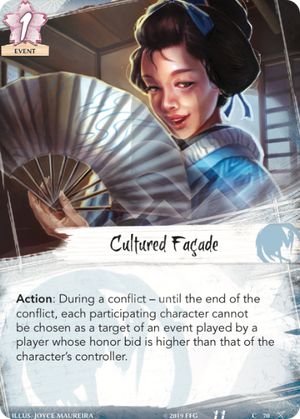 1
EVENT
Cultured Façade
Action: During a conflict – until the end of the
conflict, each participating character cannot
be chosen as a target of an event played by a
player whose honor bid is higher than that of the
character's controller.
ILLUS: JOYCE MAUREIRA
© 2019 FFG
C 70